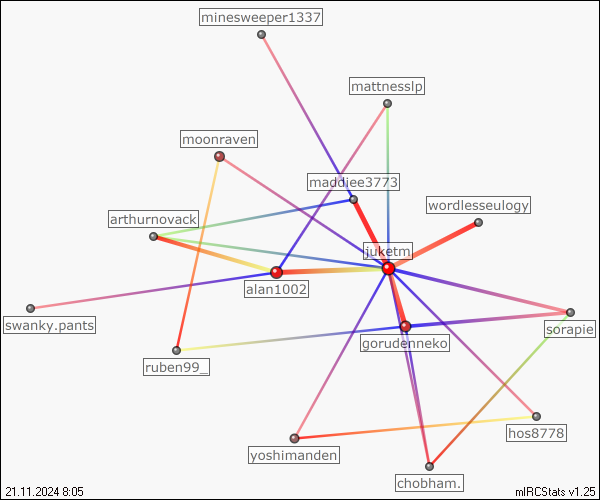 minesweeper1337
mattnesslp
moonraven
maddiee3773
wordlesseulogy
arthurnovack
juketm
alan1002
swanky.pants
sorapie
gorudenneko
ruben99_
hos8778
yoshimanden
chobham.
21.11.2024 8:05
mIRCStats v1.25